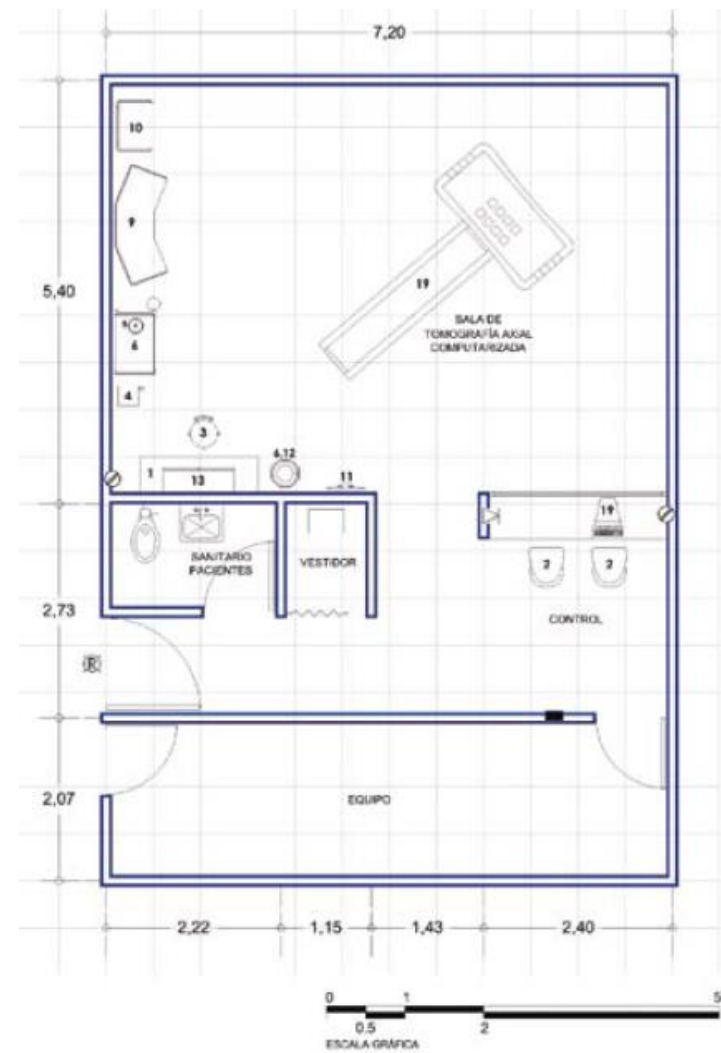 7,20
10
9
5,40
19
SALA DE
TOMOGRAFÍA AXIAL
COMPUTARIZADA
6
4
3
6,12
1
13
11
19
SANITARIO
PACIENTES
VESTIDOR
2
2
2,73
CONTROL
R
2,07
EQUIPO
2,22
1,15
1,43
2,40
0
1
5
0.5
2
ESCALA GRÁFICA